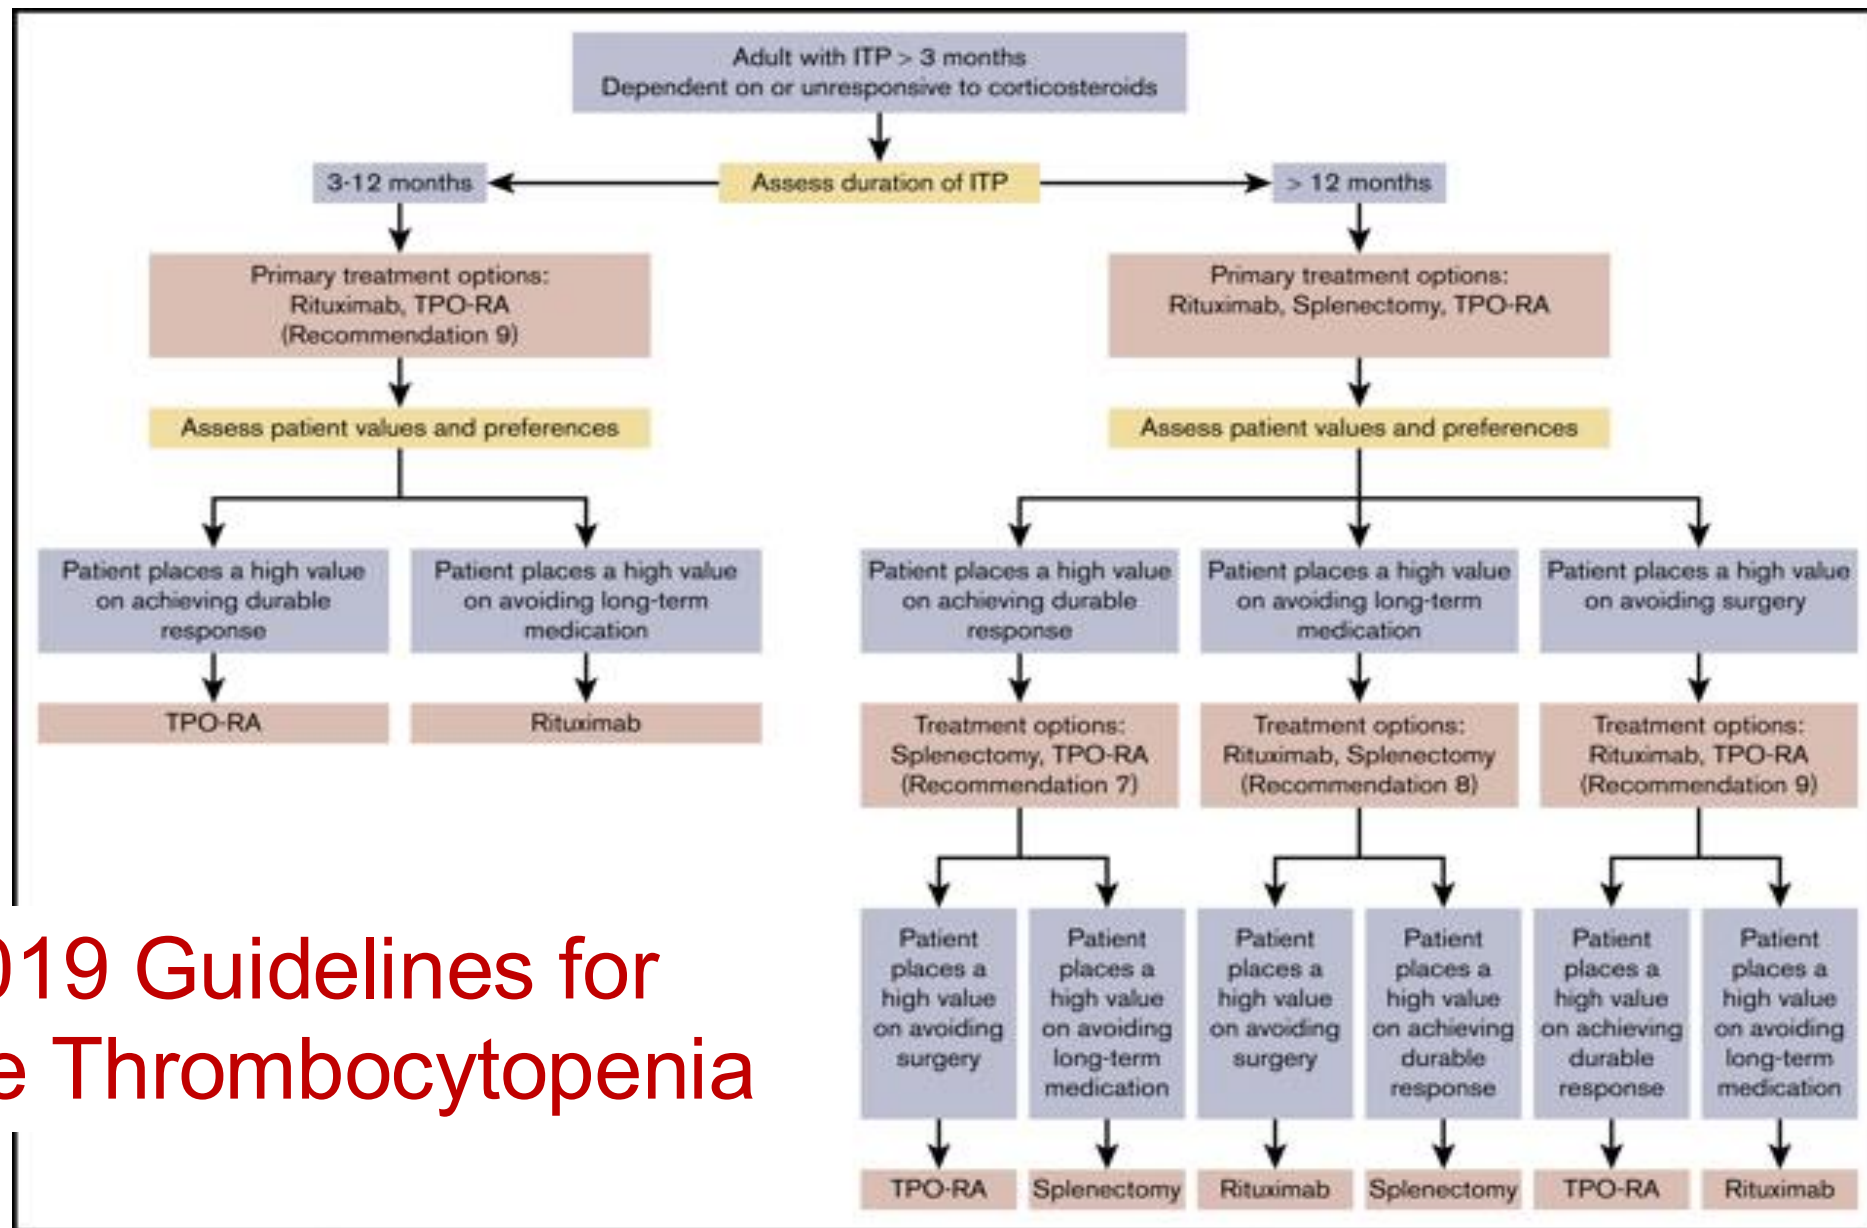 Adult with ITP > 3 months
Dependent on or unresponsive to corticosteroids
3-12 months
Assess duration of ITP
> 12 months
Primary treatment options:
Rituximab, TPO-RA
(Recommendation 9)
Primary treatment options:
Rituximab, Splenectomy, TPO-RA
Assess patient values and preferences
Assess patient values and preferences
Patient places a high value
on achieving durable
response
Patient places a high value
on avoiding long-term
medication
Patient places a high value
on achieving durable
response
Patient places a high value
on avoiding long-term
medication
Patient places a high value
on avoiding surgery
TPO-RA
Rituximab
Treatment options:
Splenectomy, TPO-RA
(Recommendation 7)
Treatment options:
Rituximab, Splenectomy
(Recommendation 8)
Treatment options:
Rituximab, TPO-RA
(Recommendation 9)
Patient
places a
high value
on avoiding
surgery
Patient
places a
high value
on avoiding
long-term
medication
Patient
places a
high value
on avoiding
surgery
Patient
places a
high value
on achieving
durable
response
Patient
places a
high value
on achieving
durable
response
Patient
places a
high value
on avoiding
long-term
medication
TPO-RA
Splenectomy
Rituximab
Splenectomy
TPO-RA
Rituximab
019 Guidelines for
e Thrombocytopenia